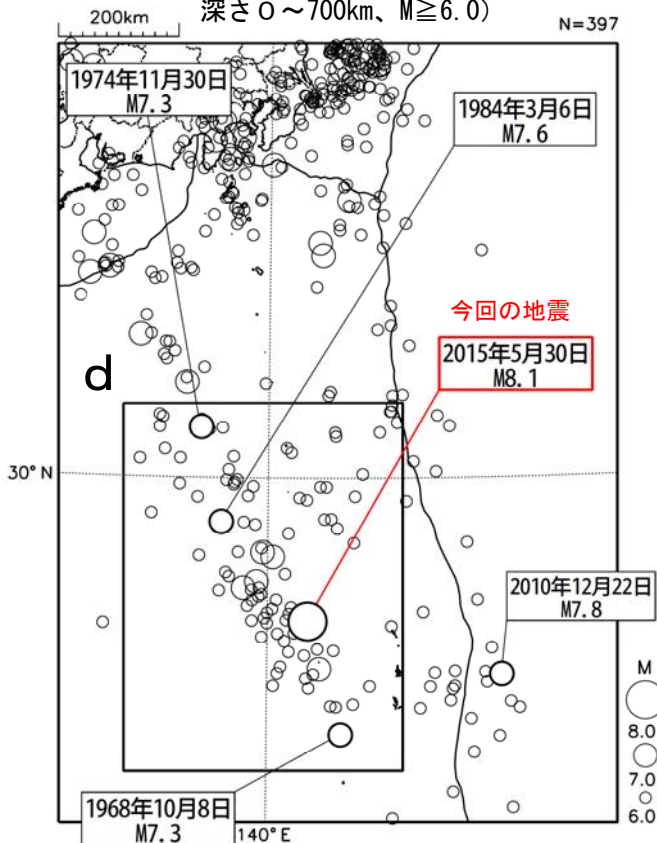 深さ０～700km、M≧6.0）
200km
N=397
1974年11月30日
M7.3
1984年3月6日
M7.6
今回の地震
2015年5月30日
M8.1
d
30°N
2010年12月22日
M7.8
M
8.0
7.0
6.0
1968年10月8日
M7.3
140°E